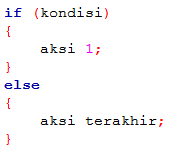 if (kondisi)
{
    aksi 1;
}
else
{
    aksi terakhir;
}